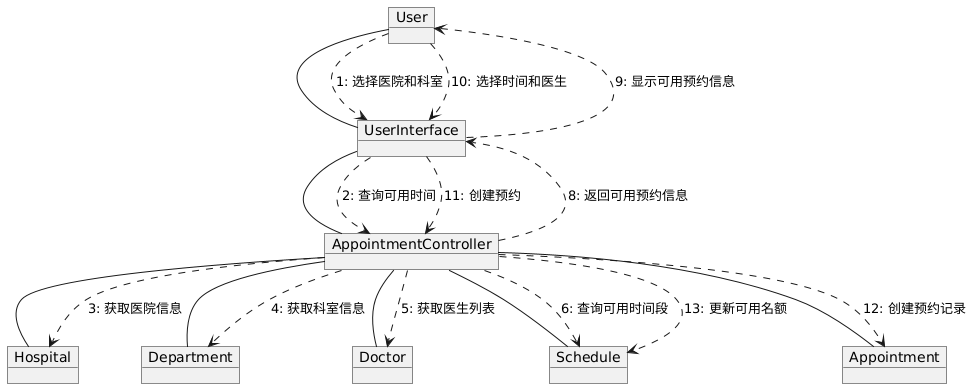 User
1: 选择医院和科室
10: 选择时间和医生
9: 显示可用预约信息
UserInterface
2: 查询可用时间
11: 创建预约
8: 返回可用预约信息
AppointmentController
3: 获取医院信息
4: 获取科室信息
5: 获取医生列表
6: 查询可用时间段
13: 更新可用名额
12: 创建预约记录
Hospital
Department
Doctor
Schedule
Appointment